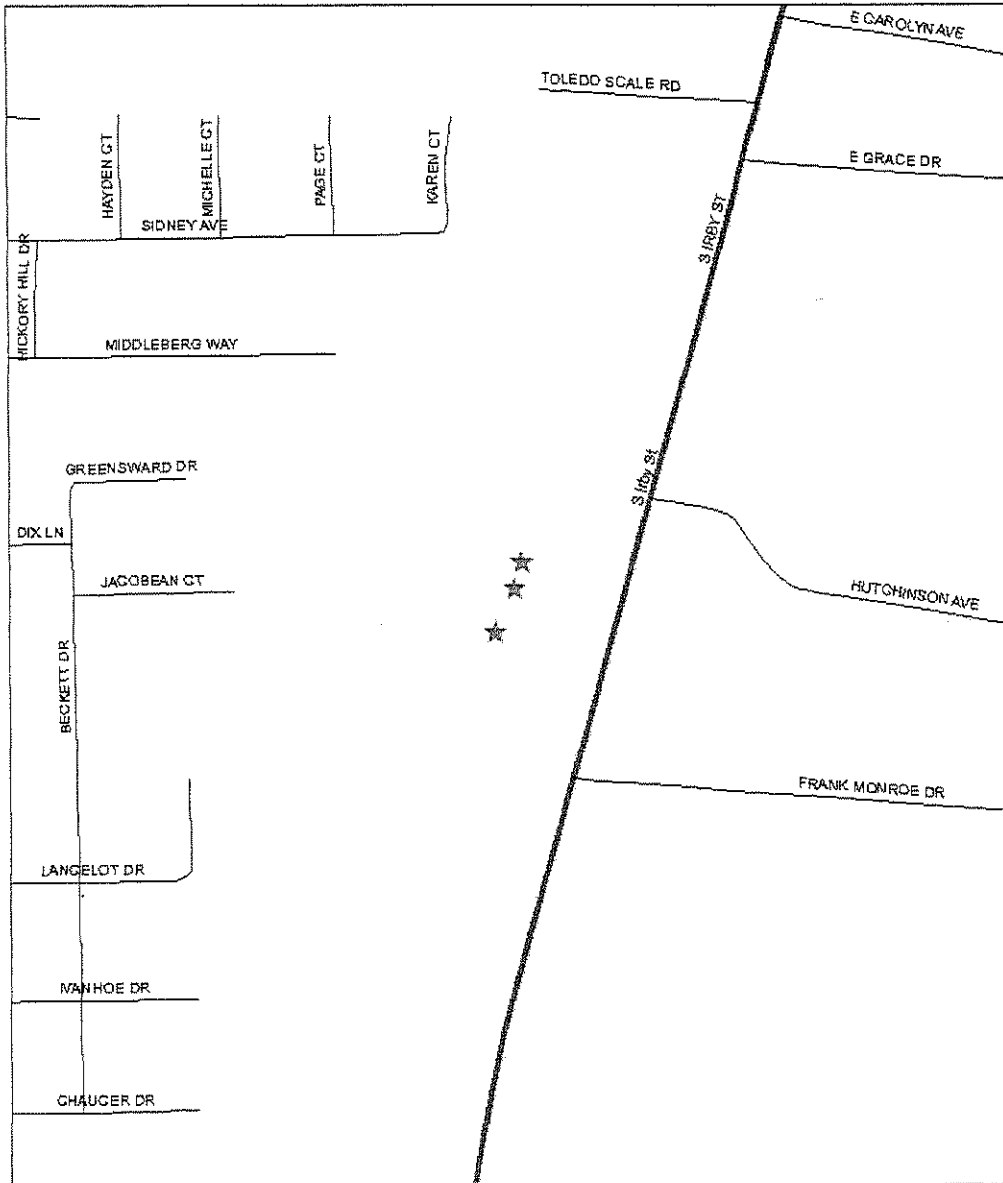 E CAROLYN AVE
TOLEDO SCALE RD
E GRACE DR
HAYDEN CT
MICHELLE CT
PAGE CT
KAREN CT
SIDNEY AVE
S IRBY ST
HICKORY HILL DR
MIDDLEBERG WAY
GREENSWARD DR
S Irby St
DIX LN
JACOBEAN CT
HUTCHINSON AVE
BECKETT DR
FRANK MONROE DR
LANCELOT DR
IVANHOE DR
CHAUCER DR